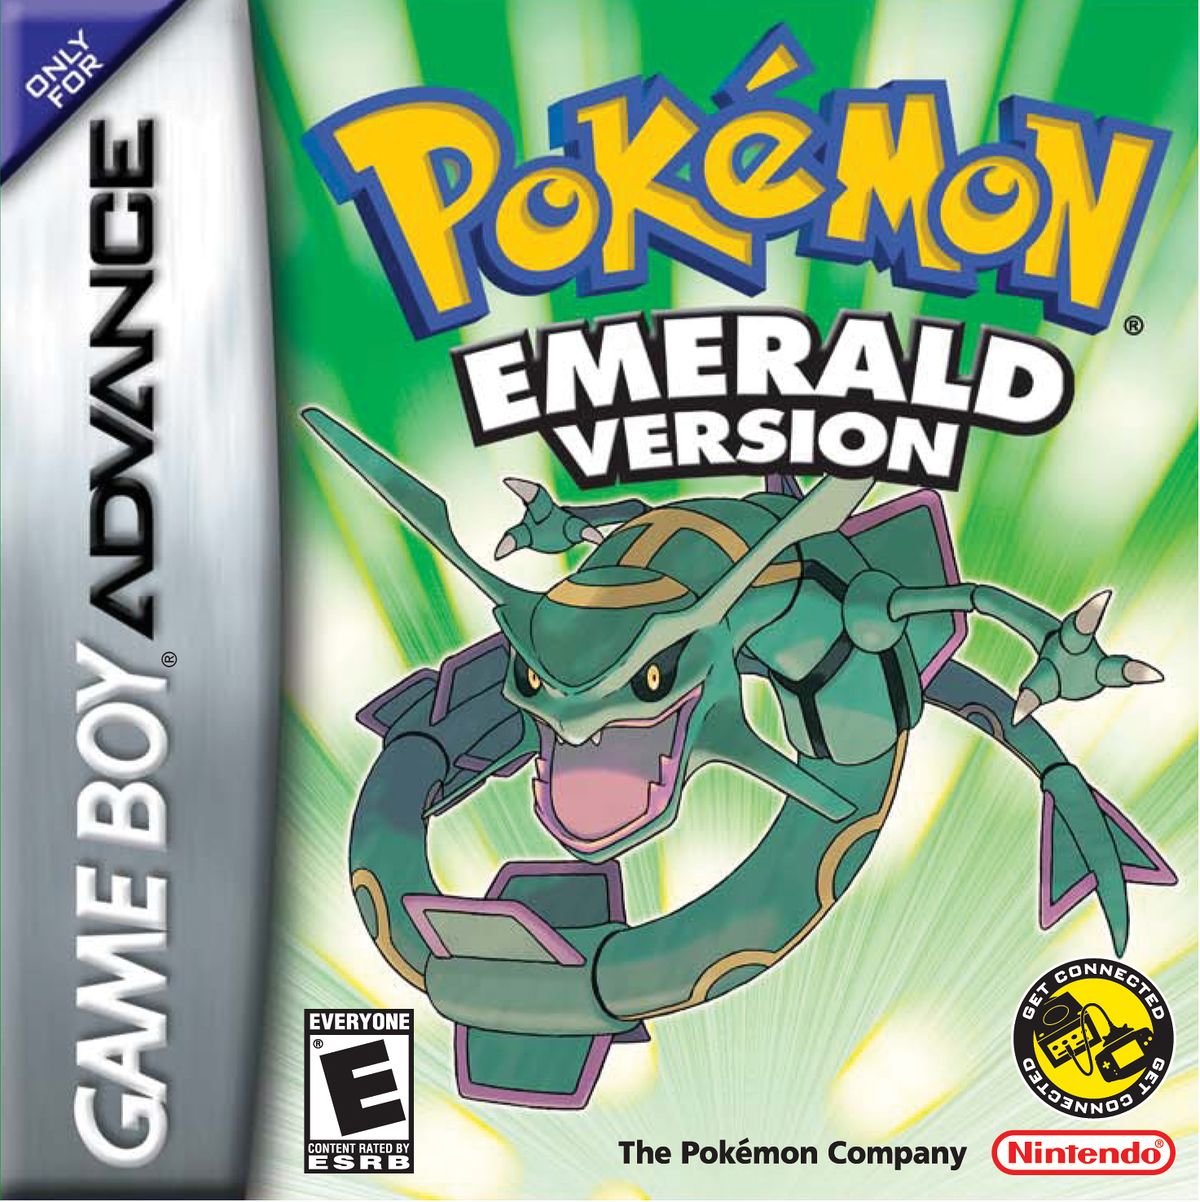 ONLY
FOR
GAME BOY ADVANCE
®
POKéMON
®
EMERALD
VERSION
GET CONNECTED
GET CONNECTED
EVERYONE
®
E
CONTENT RATED BY
ESRB
The Pokémon Company
Nintendo®